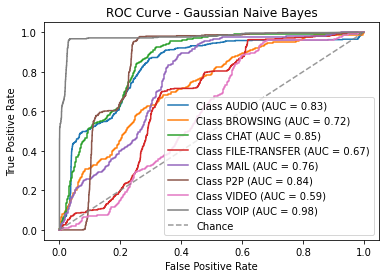 ROC Curve - Gaussian Naive Bayes
True Positive Rate
1.0
0.8
0.6
0.4
0.2
0.0
Class AUDIO (AUC = 0.83)
Class BROWSING (AUC = 0.72)
Class CHAT (AUC = 0.85)
Class FILE-TRANSFER (AUC = 0.67)
Class MAIL (AUC = 0.76)
Class P2P (AUC = 0.84)
Class VIDEO (AUC = 0.59)
Class VOIP (AUC = 0.98)
Chance
0.0 0.2 0.4 0.6 0.8 1.0
False Positive Rate